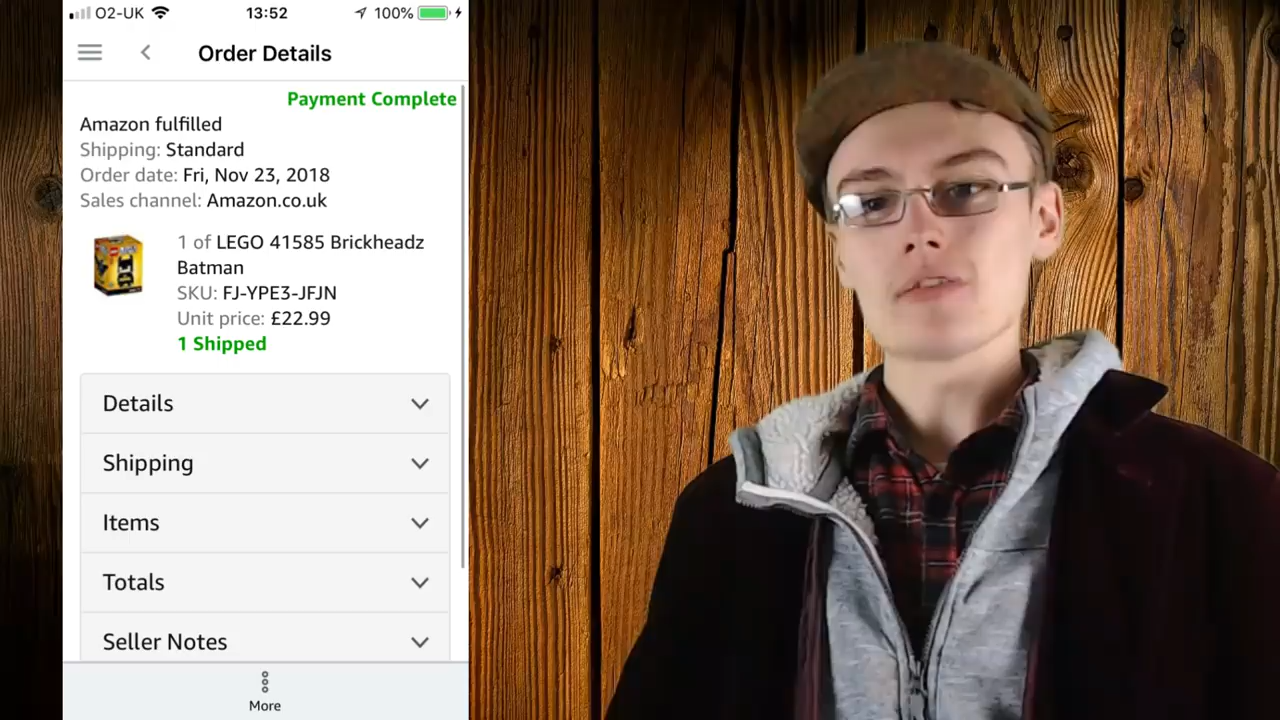 O2-UK 13:52 100%
Order Details
Payment Complete
Amazon fulfilled
Shipping: Standard
Order date: Fri, Nov 23, 2018
Sales channel: Amazon.co.uk
1 of LEGO 41585 Brickheadz
Batman
SKU: FJ-YPE3-JFJN
Unit price: £22.99
1 Shipped
Details
Shipping
Items
Totals
Seller Notes
More